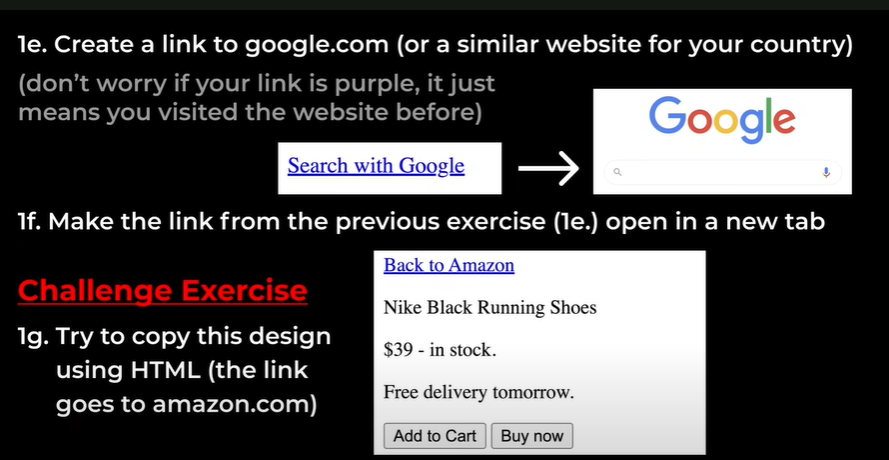 1e. Create a link to google.com (or a similar website for your country)
(don't worry if your link is purple, it just
means you visited the website before)
Search with Google
Google
1f. Make the link from the previous exercise (1e.) open in a new tab
Challenge Exercise
1g. Try to copy this design
using HTML (the link
goes to amazon.com)
Back to Amazon
Nike Black Running Shoes
$39 - in stock.
Free delivery tomorrow.
Add to Cart
Buy now